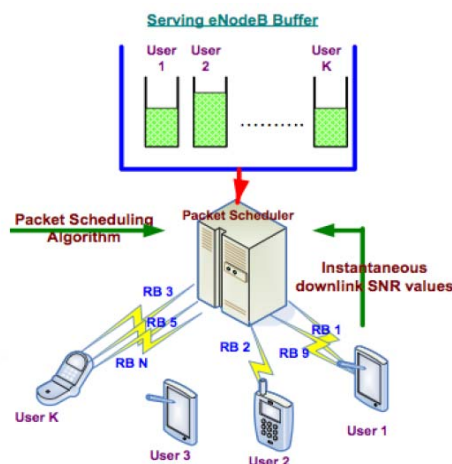 Serving eNodeB Buffer
User
1
User
2
User
K
..........
Packet Scheduling
Algorithm
Packet Scheduler
Instantaneous
downlink SNR values
RB 3
RB 5
RB N
RB 2
RB 1
RB 9
User K
User 3
User 2
User 1